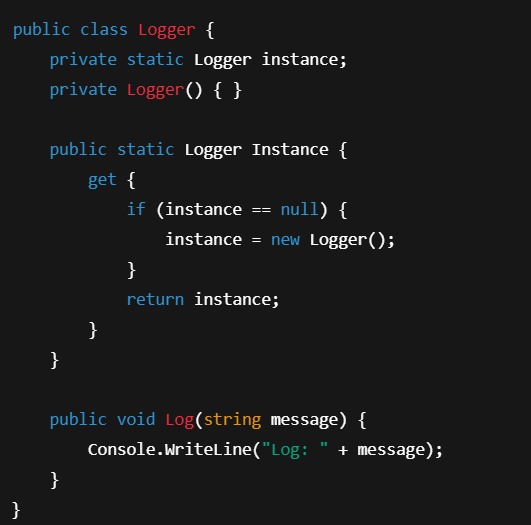 public class Logger {
    private static Logger instance;
    private Logger() { }

    public static Logger Instance {
        get {
            if (instance == null) {
                instance = new Logger();
            }
            return instance;
        }
    }

    public void Log(string message) {
        Console.WriteLine("Log: " + message);
    }
}